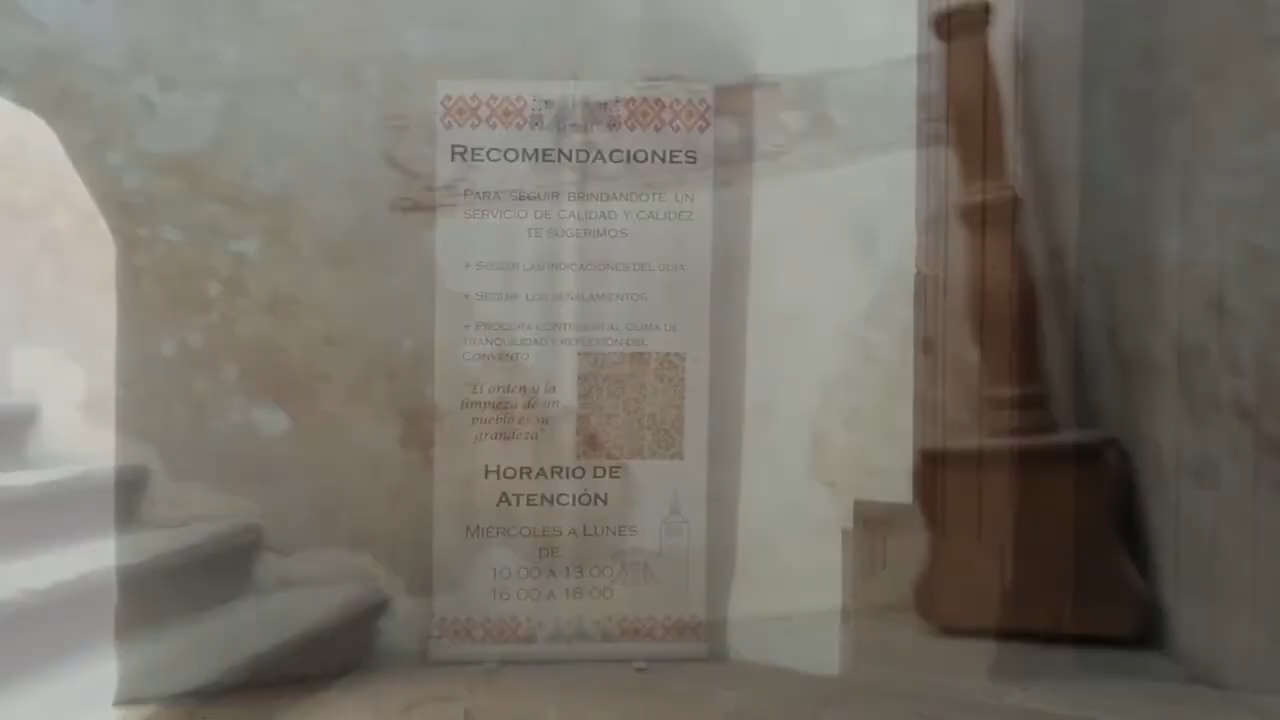 RECOMENDACIONES
PARA SEGUIR BRINDANDOTE UN
SERVICIO DE CALIDAD Y CALIDEZ
TE SUGERIMOS
+ SEGUIR LAS INDICACIONES DEL GUIA.
+ SEGUIR LOS SEÑALAMIENTOS.
+ PROCURA CONTRIBUIR AL CLIMA DE
TRANQUILIDAD Y REFLEXIÓN DEL
CONVENTO
"El orden y la
limpieza de un
pueblo es su
grandeza"
HORARIO DE
ATENCIÓN
MIÉRCOLES A LUNES
DE
10:00 A 13:00
16:00 A 18:00